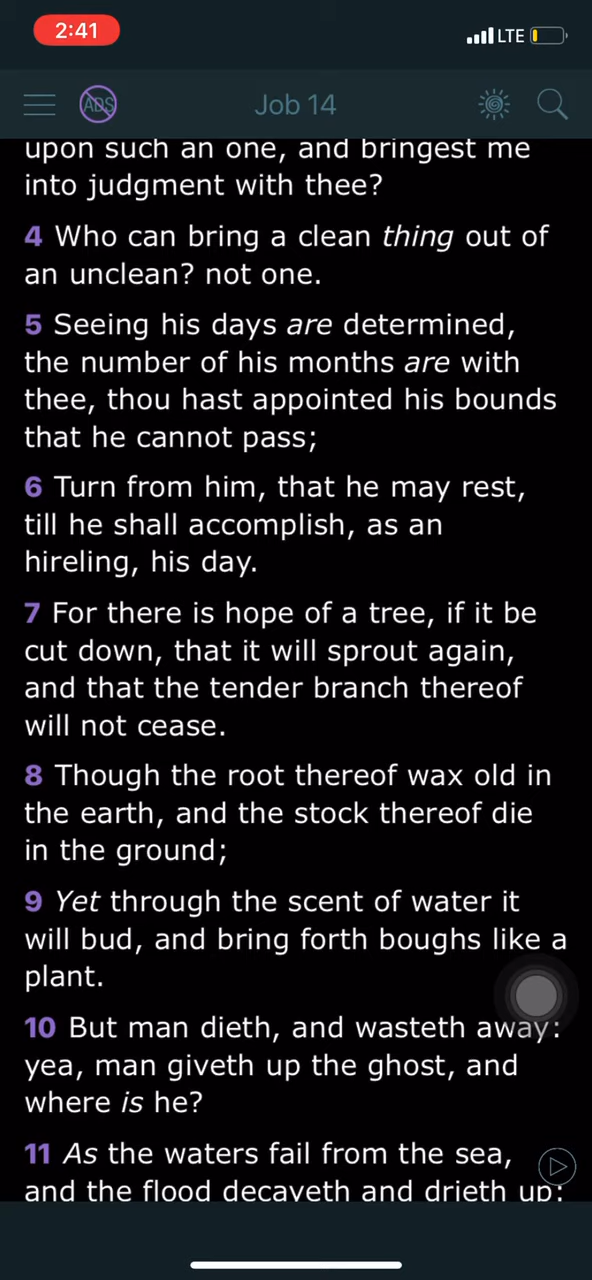 2:41
LTE
ADS
Job 14
upon such an one, and bringest me
into judgment with thee?
4 Who can bring a clean thing out of
an unclean? not one.
5 Seeing his days are determined,
the number of his months are with
thee, thou hast appointed his bounds
that he cannot pass;
6 Turn from him, that he may rest,
till he shall accomplish, as an
hireling, his day.
7 For there is hope of a tree, if it be
cut down, that it will sprout again,
and that the tender branch thereof
will not cease.
8 Though the root thereof wax old in
the earth, and the stock thereof die
in the ground;
9 Yet through the scent of water it
will bud, and bring forth boughs like a
plant.
10 But man dieth, and wasteth away:
yea, man giveth up the ghost, and
where is he?
11 As the waters fail from the sea,
and the flood decayeth and drieth up: